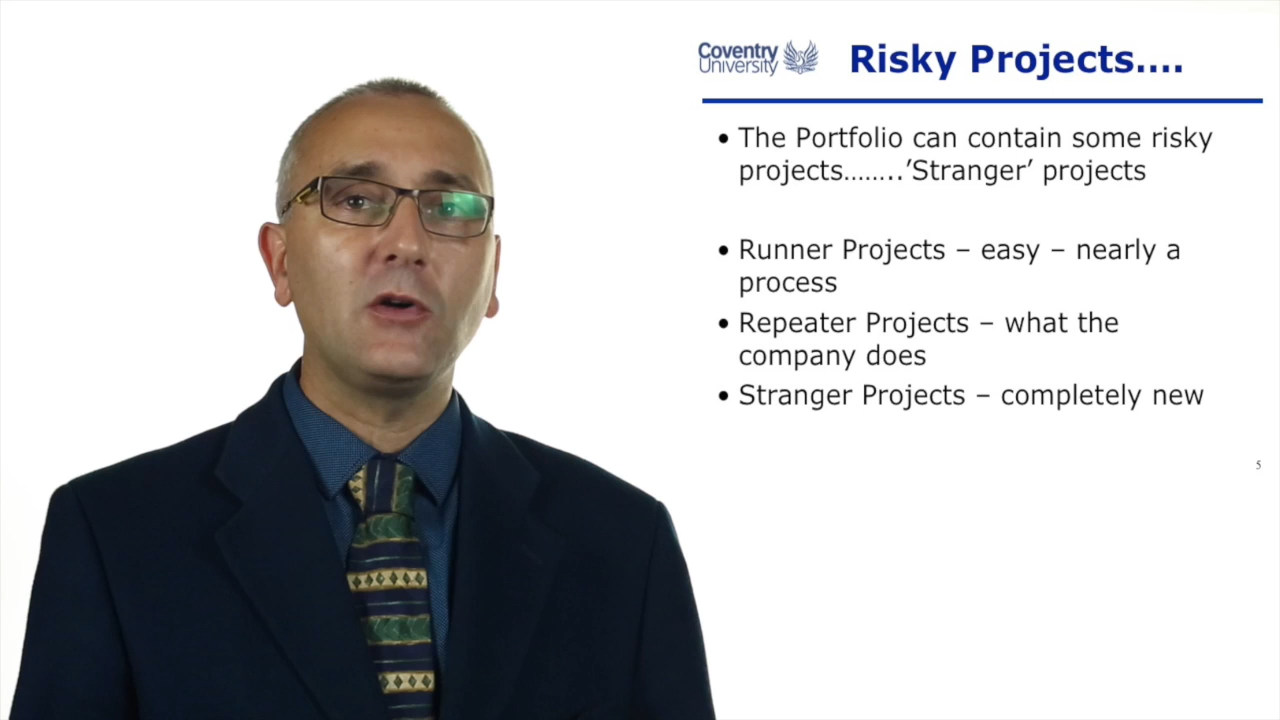 Coventry
University
Risky Projects....
• The Portfolio can contain some risky
projects……..’Stranger’ projects
• Runner Projects – easy – nearly a
process
• Repeater Projects – what the
company does
• Stranger Projects – completely new
5